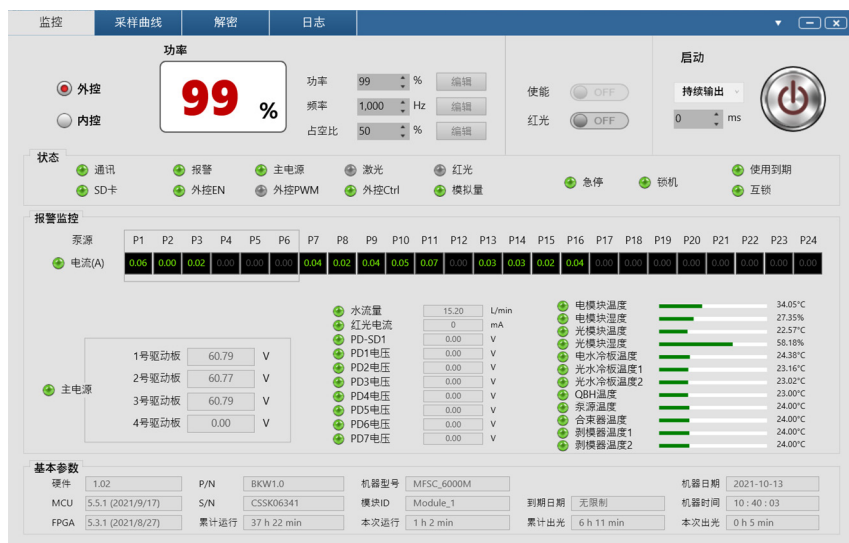 监控 采样曲线 解密 日志
功率 启动
外控 99 % 功率 99 % 编辑 使能 OFF 持续输出
频率 1,000 Hz 编辑
内控 占空比 50 % 编辑 红光 OFF 0 ms
状态
通讯 报警 主电源 激光 红光 急停 锁机 使用到期
SD卡 外控EN 外控PWM 外控Ctrl 模拟量 互锁
报警监控
泵源 P1 P2 P3 P4 P5 P6 P7 P8 P9 P10 P11 P12 P13 P14 P15 P16 P17 P18 P19 P20 P21 P22 P23 P24
电流(A) 0.06 0.00 0.02 0.00 0.00 0.00 0.04 0.02 0.04 0.05 0.07 0.00 0.03 0.03 0.02 0.04 0.00 0.00 0.00 0.00 0.00 0.00 0.00 0.00
主电源
1号驱动板 60.79 V
2号驱动板 60.77 V
3号驱动板 60.79 V
4号驱动板 0.00 V
水流量 15.20 L/min
红光电流 0 mA
PD-SD1 0.00 V
PD1电压 0.00 V
PD2电压 0.00 V
PD3电压 0.00 V
PD4电压 0.00 V
PD5电压 0.00 V
PD6电压 0.00 V
PD7电压 0.00 V
电模块温度 34.05°C
电模块湿度 27.35%
光模块温度 22.57°C
光模块湿度 58.18%
电水冷板温度 24.38°C
光水冷板温度1 23.16°C
光水冷板温度2 23.02°C
QBH温度 23.00°C
泵源温度 24.00°C
合束器温度 24.00°C
剥模器温度1 24.00°C
剥模器温度2 24.00°C
基本参数
硬件 1.02 P/N BKW1.0 机器型号 MFSC_6000M 机器日期 2021-10-13
MCU 5.5.1 (2021/9/17) S/N CSSK06341 模块ID Module_1 到期日期 无限制 机器时间 10 : 40 : 03
FPGA 5.3.1 (2021/8/27) 累计运行 37 h 22 min 本次运行 1 h 2 min 累计出光 6 h 11 min 本次出光 0 h 5 min